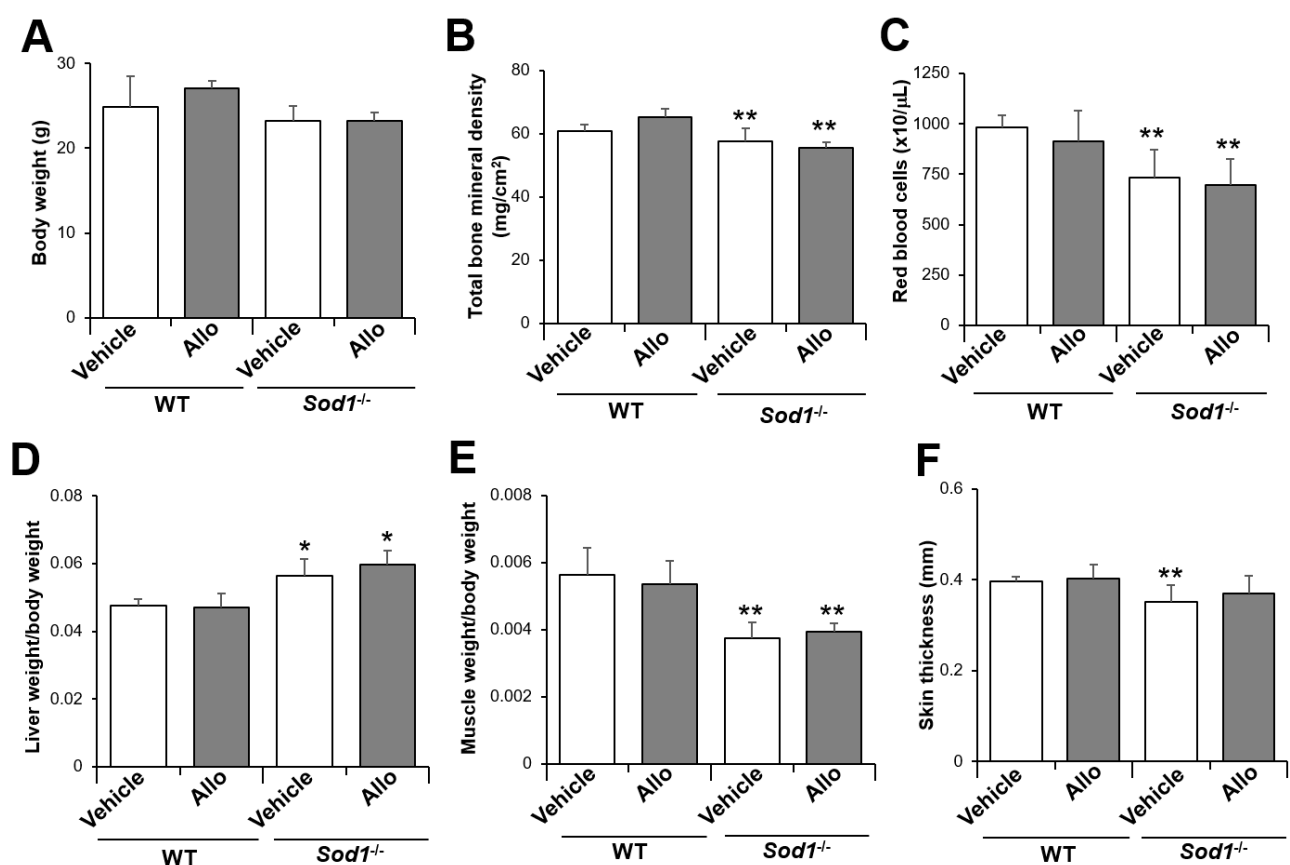 A
Body weight (g)
30
20
10
0
Vehicle
Allo
Vehicle
Allo
WT
Sod1-/-
B
Total bone mineral density
(mg/cm2)
80
60
40
60
20
0
Vehicle
Allo
Vehicle
Allo
WT
Sod1-/-
C
Red blood cells (x10/μL)
1250
1000
750
500
250
0
**
**
Vehicle
Allo
Vehicle
Allo
WT
Sod1-/-
D
Liver weight/body weight
0.08
0.06
0.04
0.02
0
*
*
Vehicle
Allo
Vehicle
Allo
WT
Sod1-/-
E
Muscle weight/body weight
0.008
0.006
0.004
0.002
0
**
**
Vehicle
Allo
Vehicle
Allo
WT
Sod1-/-
F
Skin thickness (mm)
0.6
0.4
0.2
0
**
Vehicle
Allo
Vehicle
Allo
WT
Sod1-/-